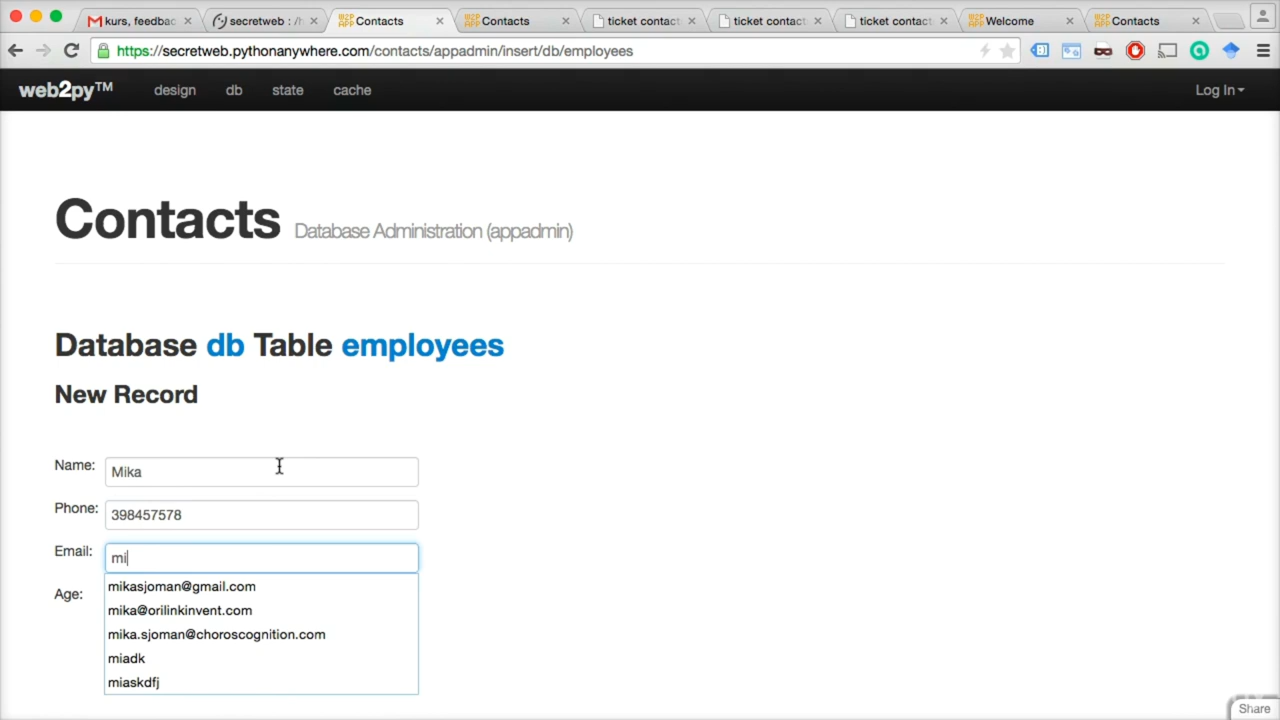 kurs, feedbac
secretweb : /h
Contacts
Contacts
ticket contact
ticket contact
ticket contact
Welcome
Contacts
https://secretweb.pythonanywhere.com/contacts/appadmin/insert/db/employees
web2py™ design db state cache Log In
Contacts Database Administration (appadmin)
Database db Table employees
New Record
Name: Mika
Phone: 398457578
Email: mi
mikasjoman@gmail.com
Age: mika@orilinkinvent.com
mika.sjoman@choroscognition.com
miadk
miaskdfj
Share